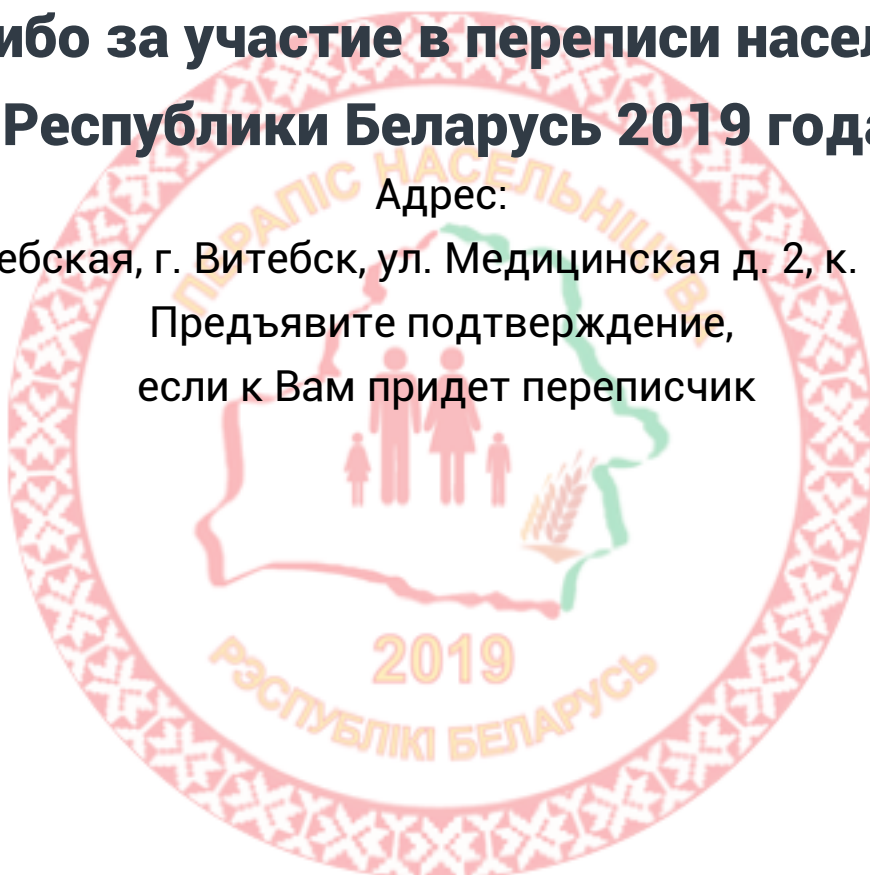 ибо за участие в переписи насел
Республики Беларусь 2019 года
Адрес:
ебская, г. Витебск, ул. Медицинская д. 2, к.
Предъявите подтверждение,
если к Вам придет переписчик
ПЕРАПІС НАСЕЛЬНІЦТВА
2019
РЭСПУБЛІКІ БЕЛАРУСЬ